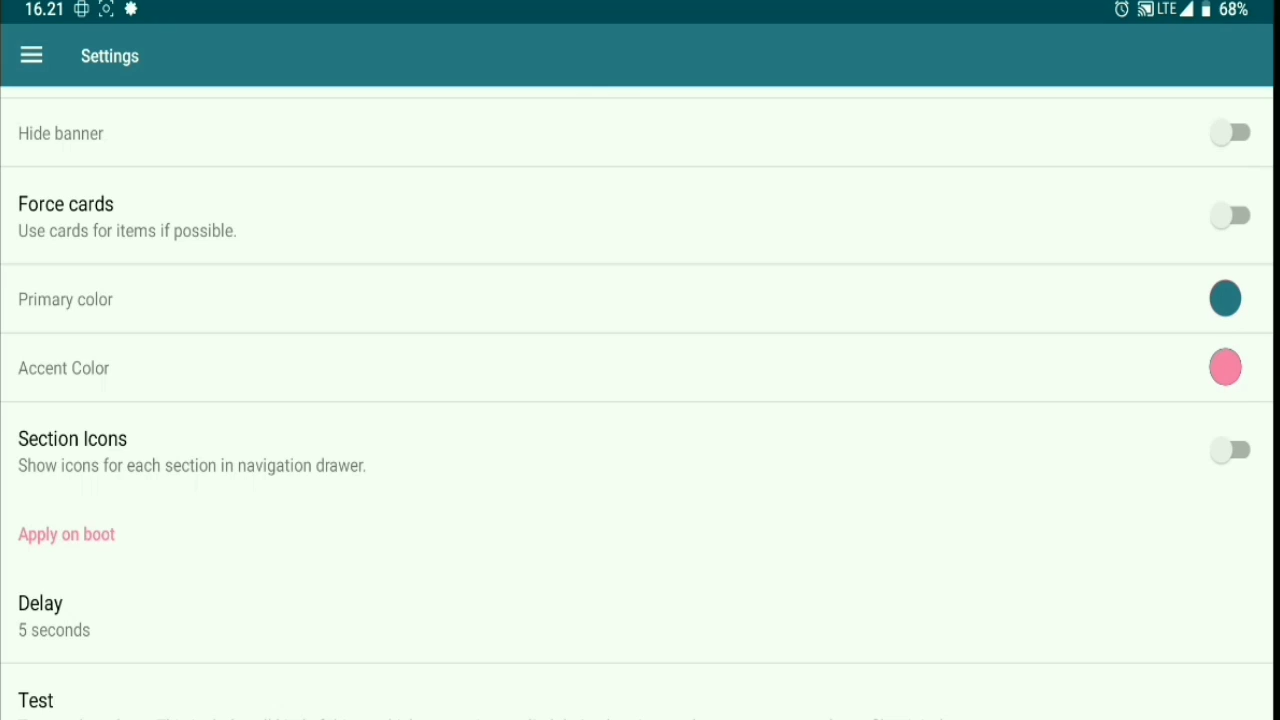 16.21 LTE 68%
Settings
Hide banner
Force cards
Use cards for items if possible.
Primary color
Accent Color
Section Icons
Show icons for each section in navigation drawer.
Apply on boot
Delay
5 seconds
Test